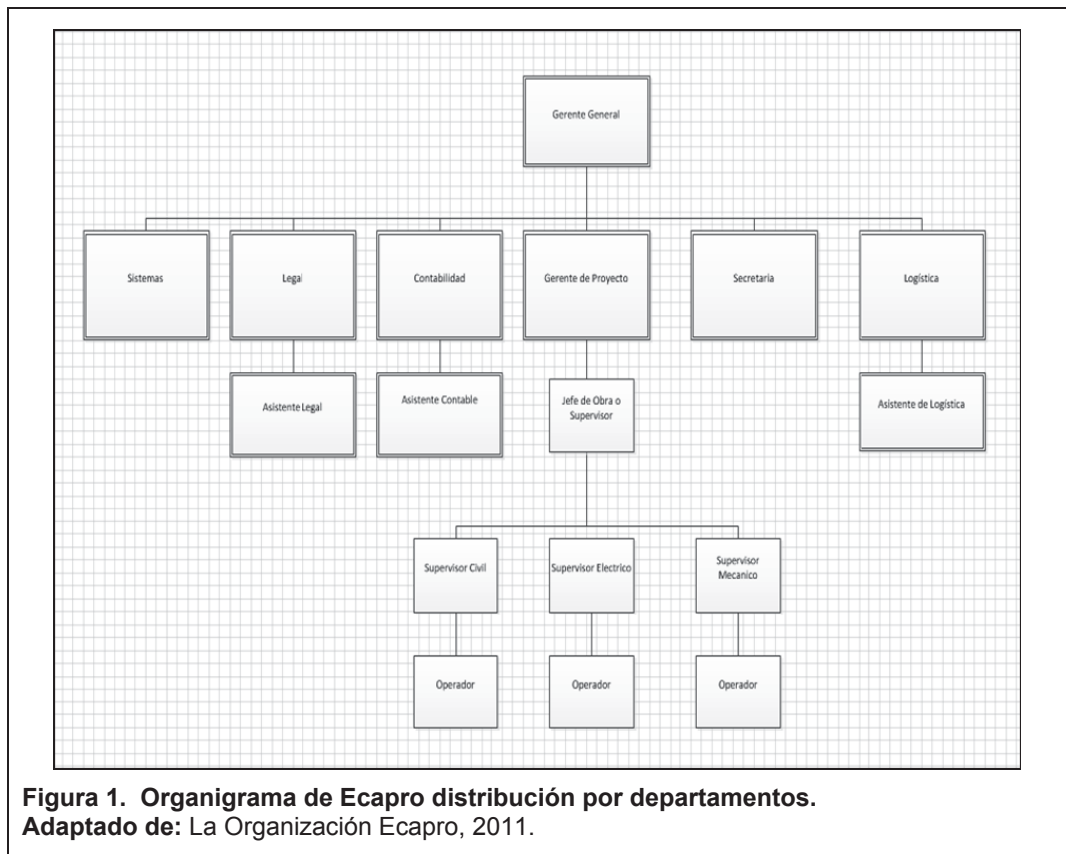 Gerente General
Sistemas
Legal
Contabilidad
Gerente de Proyecto
Secretaria
Logística
Asistente Legal
Asistente Contable
Jefe de Obra o
Supervisor
Asistente de Logística
Supervisor Civil
Supervisor Electrico
Supervisor
Mecanico
Operador
Operador
Operador
Figura 1. Organigrama de Ecapro distribución por departamentos.
Adaptado de: La Organización Ecapro, 2011.